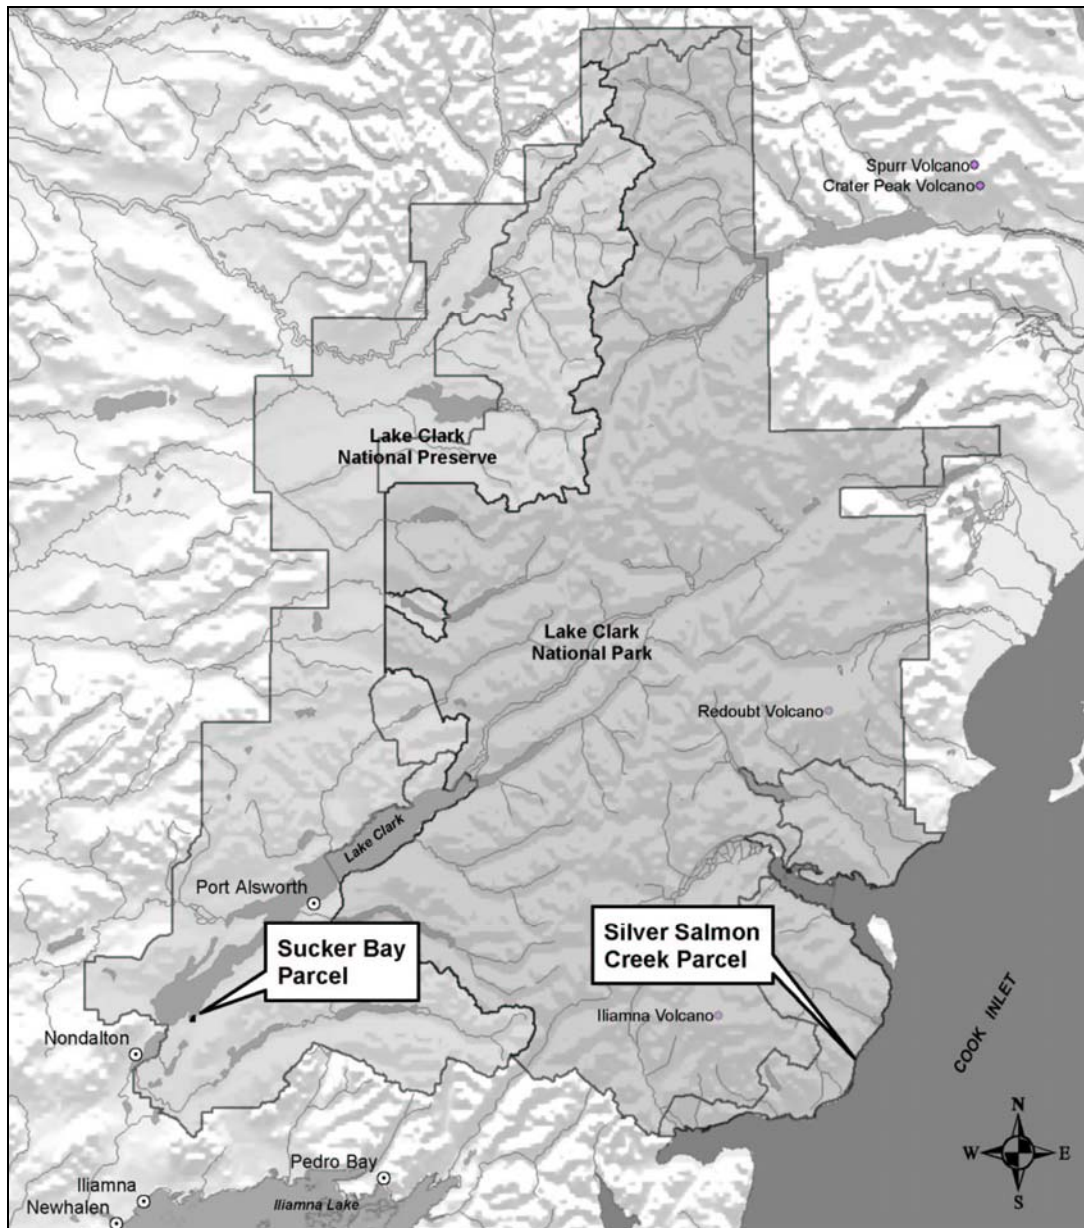 Spurr Volcano
Crater Peak Volcano
Lake Clark
National Preserve
Lake Clark
National Park
Redoubt Volcano
Lake Clark
Port Alsworth
Sucker Bay
Parcel
Silver Salmon
Creek Parcel
Iliamna Volcano
Nondalton
COOK INLET
Pedro Bay
Iliamna
Newhalen
Iliamna Lake
N
W
E
S